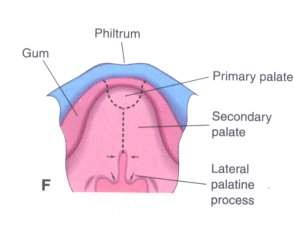 Philtrum
Gum
Primary palate
Secondary
palate
Lateral
palatine
process
F